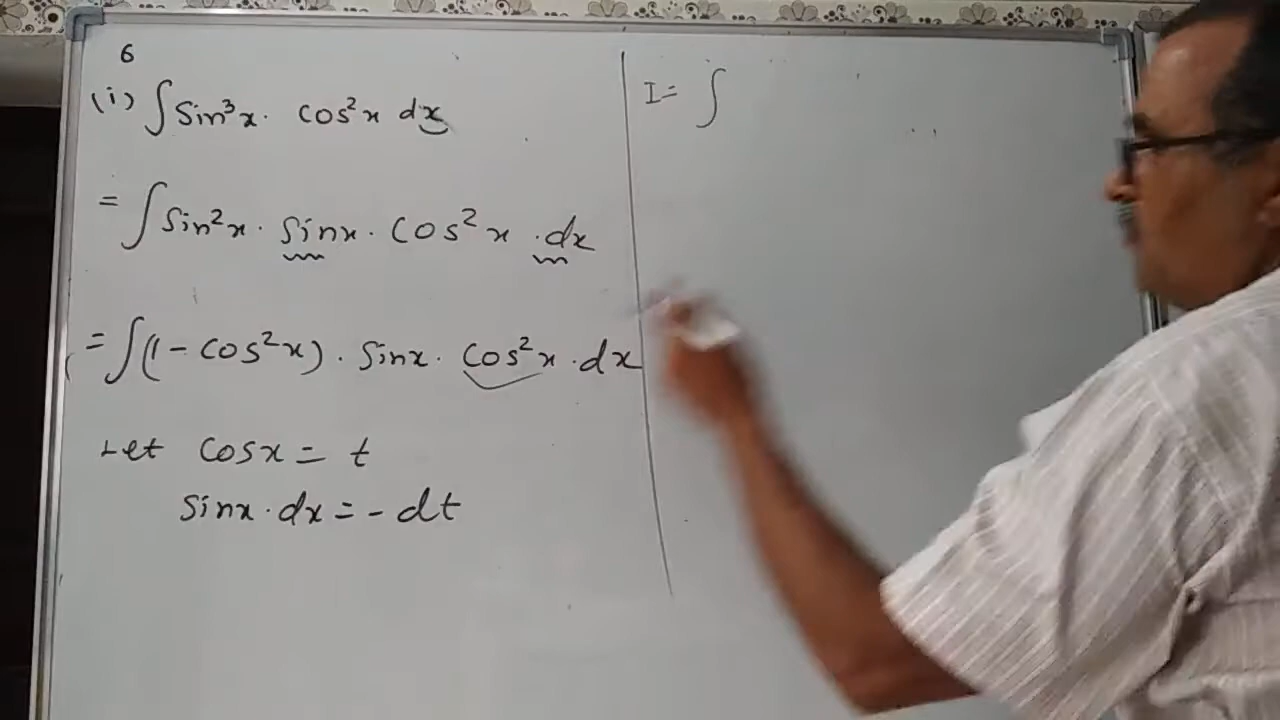 6
(i) ∫ Sin³x · cos²x dx
= ∫ Sin²x · sinx · cos²x · dx
= ∫ (1 - cos²x) · sinx · cos²x · dx
Let cosx = t
sinx · dx = - dt
I = ∫